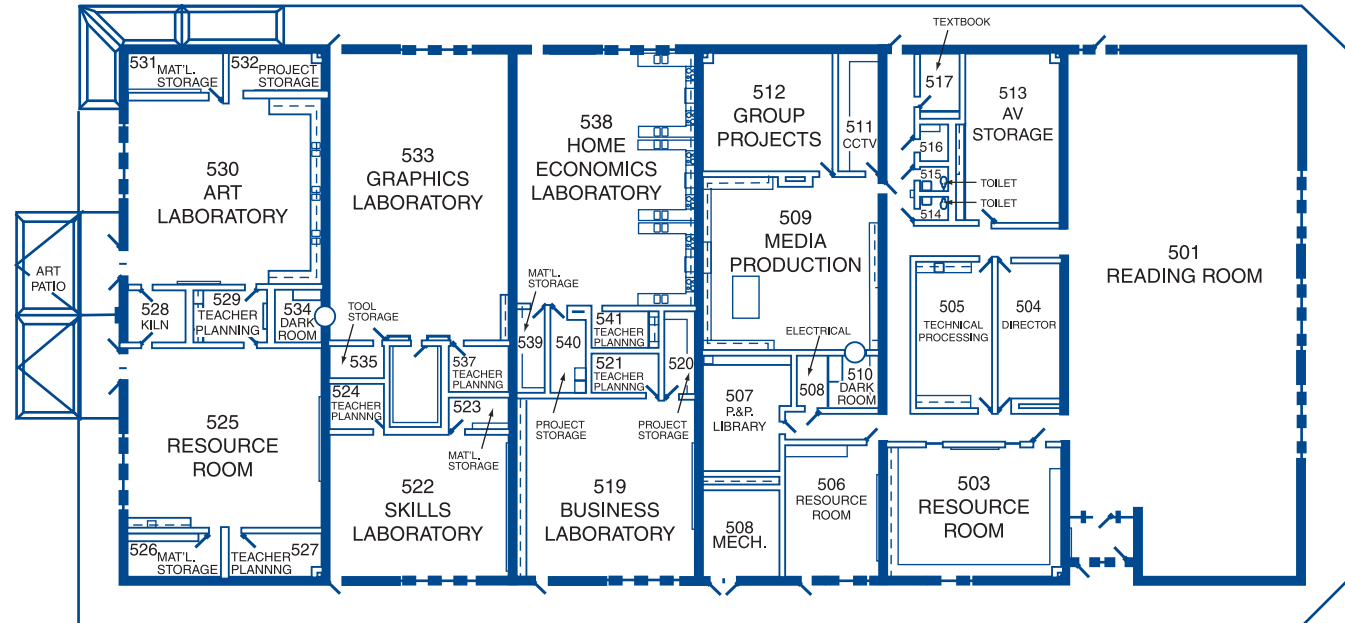 TEXTBOOK
531
MAT'L.
STORAGE
532
PROJECT
STORAGE
517
512
GROUP
PROJECTS
511
CCTV
513
AV
STORAGE
538
HOME
ECONOMICS
LABORATORY
516
530
ART
LABORATORY
533
GRAPHICS
LABORATORY
515
TOILET
TOILET
514
509
MEDIA
PRODUCTION
501
READING ROOM
ART
PATIO
MAT'L.
STORAGE
528
KILN
529
TEACHER
PLANNING
534
DARK
ROOM
TOOL
STORAGE
505
TECHNICAL
PROCESSING
504
DIRECTOR
541
TEACHER
PLANNNG
ELECTRICAL
539
540
535
537
TEACHER
PLANNNG
521
TEACHER
PLANNNG
520
507
P.&P.
LIBRARY
508
510
DARK
ROOM
524
TEACHER
PLANNNG
523
525
RESOURCE
ROOM
PROJECT
STORAGE
PROJECT
STORAGE
MAT'L.
STORAGE
522
SKILLS
LABORATORY
519
BUSINESS
LABORATORY
506
RESOURCE
ROOM
503
RESOURCE
ROOM
508
MECH.
526
MAT'L.
STORAGE
527
TEACHER
PLANNNG